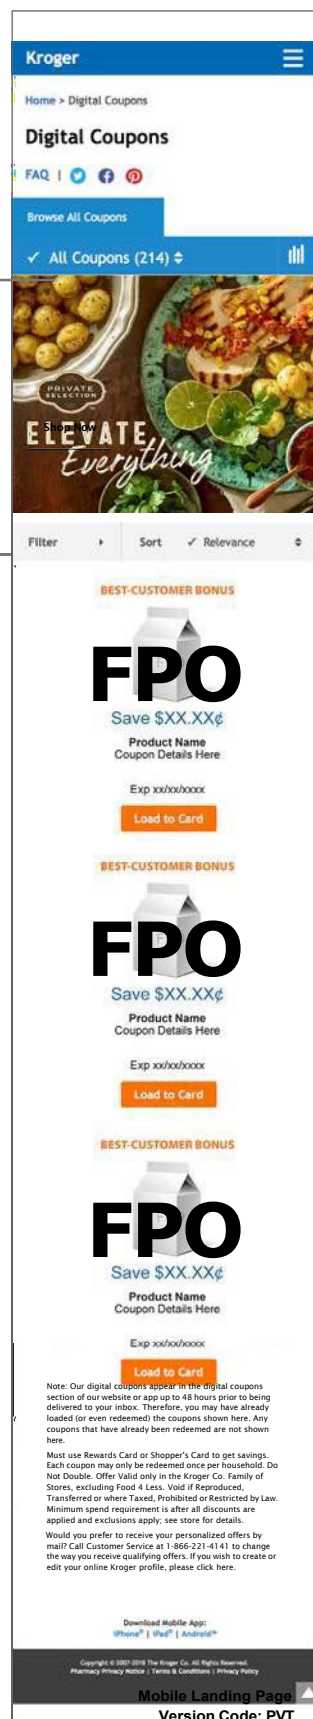 Kroger
Home > Digital Coupons
Digital Coupons
FAQ |
Browse All Coupons
✓ All Coupons (214)
PRIVATE
SELECTION
Shop Now
ELEVATE
Everything
Filter Sort ✓ Relevance
BEST-CUSTOMER BONUS
FPO
Save $XX.XX¢
Product Name
Coupon Details Here
Exp xx/xx/xxxx
Load to Card
BEST-CUSTOMER BONUS
FPO
Save $XX.XX¢
Product Name
Coupon Details Here
Exp xx/xx/xxxx
Load to Card
BEST-CUSTOMER BONUS
FPO
Save $XX.XX¢
Product Name
Coupon Details Here
Exp xx/xx/xxxx
Load to Card
Note: Our digital coupons appear in the digital coupons
section of our website or app up to 48 hours prior to being
delivered to your inbox. Therefore, you may have already
loaded (or even redeemed) the coupons shown here. Any
coupons that have already been redeemed are not shown
here.
Must use Rewards Card or Shopper's Card to get savings.
Each coupon may only be redeemed once per household. Do
Not Double. Offer Valid only in the Kroger Co. Family of
Stores, excluding Food 4 Less. Void if Reproduced,
Transferred or where Taxed, Prohibited or Restricted by Law.
Minimum spend requirement is after all discounts are
applied and exclusions apply; see store for details.
Would you prefer to receive your personalized offers by
mail? Call Customer Service at 1-866-221-4141 to change
the way you receive qualifying offers. If you wish to create or
edit your online Kroger profile, please click here.
Download Mobile App:
iPhone® | iPad® | Android™
Copyright © 2007-2018 The Kroger Co. All Rights Reserved.
Pharmacy Privacy Notice | Terms & Conditions | Privacy Policy
Mobile Landing Page
Version Code: PVT